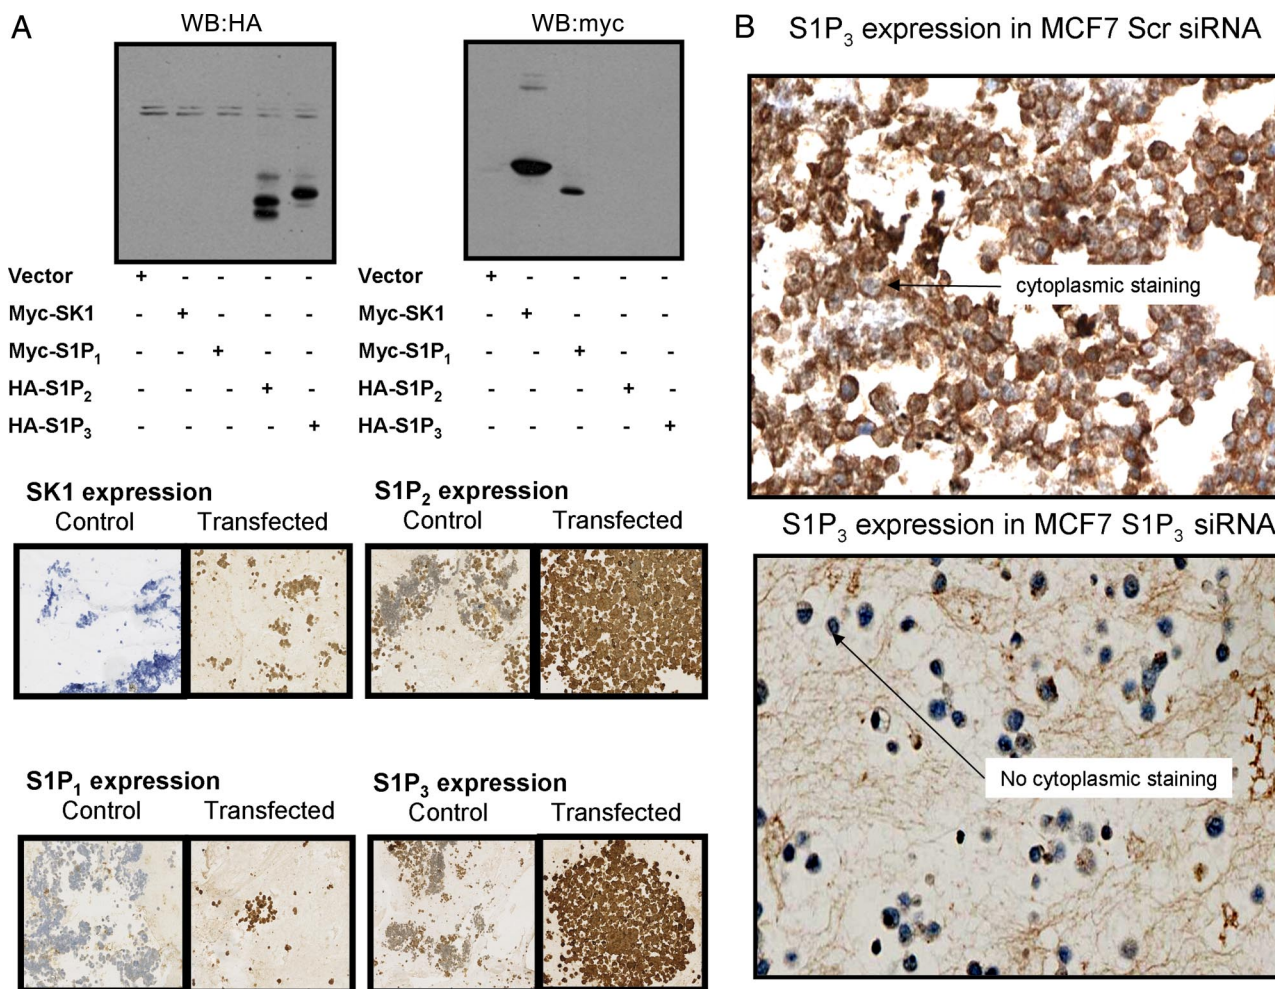 A
WB:HA
WB:myc
Vector + - - - -
Myc-SK1 - + - - -
Myc-S1P₁ - - + - -
HA-S1P₂ - - - + -
HA-S1P₃ - - - - +
Vector + - - - -
Myc-SK1 - + - - -
Myc-S1P₁ - - + - -
HA-S1P₂ - - - + -
HA-S1P₃ - - - - +
SK1 expression
Control Transfected
S1P₂ expression
Control Transfected
S1P₁ expression
Control Transfected
S1P₃ expression
Control Transfected
B
S1P₃ expression in MCF7 Scr siRNA
cytoplasmic staining
S1P₃ expression in MCF7 S1P₃ siRNA
No cytoplasmic staining